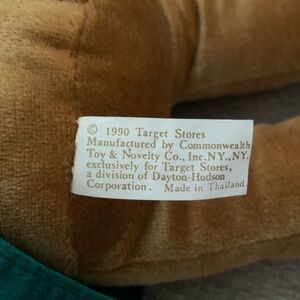 © 1990 Target Stores
Manufactured by Commonwealth
Toy & Novelty Co., Inc. NY., NY.
exclusively for Target Stores,
a division of Dayton-Hudson
Corporation. Made in Thailand